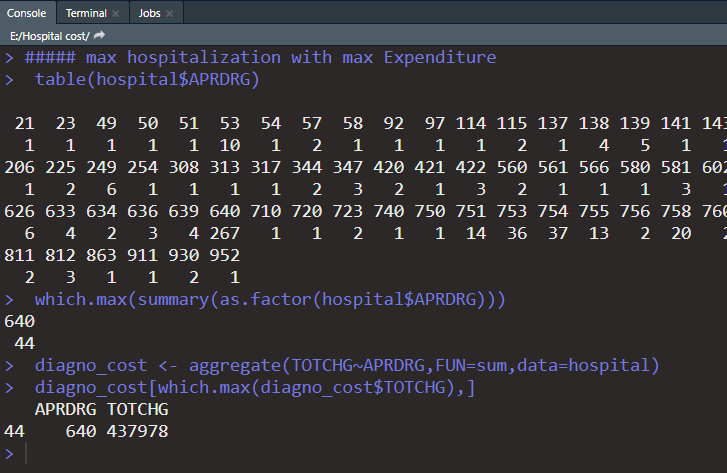 Console Terminal × Jobs ×
E:/Hospital cost/
> ##### max hospitalization with max Expenditure
> table(hospital$APRDRG)
21 23 49 50 51 53 54 57 58 92 97 114 115 137 138 139 141 143
1 1 1 1 1 10 1 2 1 1 1 1 2 1 4 5 1 1
206 225 249 254 308 313 317 344 347 420 421 422 560 561 566 580 581 602
1 2 6 1 1 1 1 2 3 2 1 3 2 1 1 1 3 1
626 633 634 636 639 640 710 720 723 740 750 751 753 754 755 756 758 760
6 4 2 3 4 267 1 1 2 1 1 14 36 37 13 2 20 2
811 812 863 911 930 952
2 3 1 1 2 1
> which.max(summary(as.factor(hospital$APRDRG)))
640
44
> diagno_cost <- aggregate(TOTCHG~APRDRG,FUN=sum,data=hospital)
> diagno_cost[which.max(diagno_cost$TOTCHG),]
APRDRG TOTCHG
44 640 437978
>